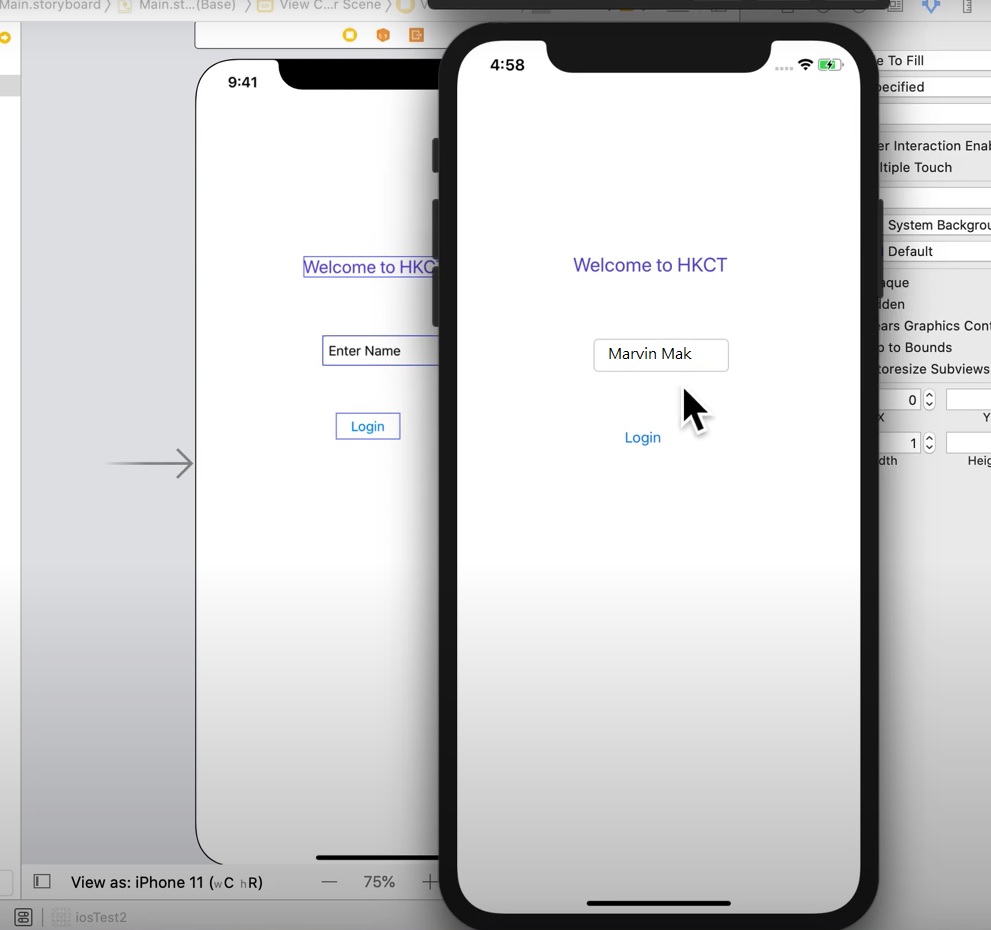 Main.storyboard
Main.st...(Base)
View C...r Scene
9:41
Welcome to HKC
Enter Name
Login
4:58
Welcome to HKCT
Marvin Mak
Login
e To Fill
ecified
er Interaction Enab
ltiple Touch
System Backgrou
Default
aque
dden
ears Graphics Cont
p to Bounds
toresize Subviews
0
X
Y
1
dth
Heig
View as: iPhone 11 (wC hR)
75%
iosTest2